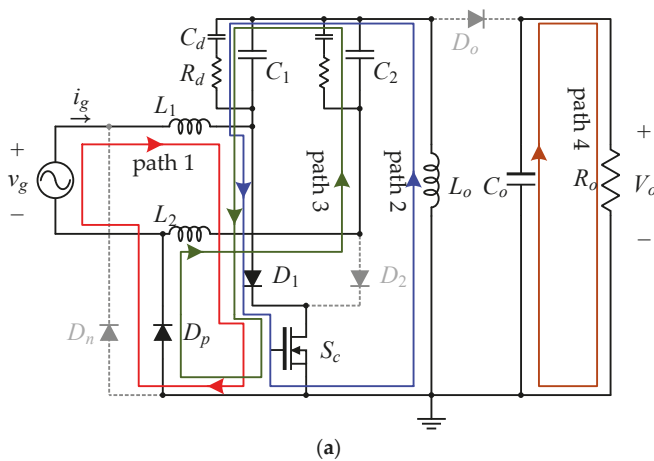 C_d
R_d
C_1
C_2
D_o
i_g
L_1
path 1
path 3
path 2
path 4
+
v_g
−
L_2
L_o
C_o
R_o
+
V_o
−
D_1
D_2
D_n
D_p
S_c
(a)